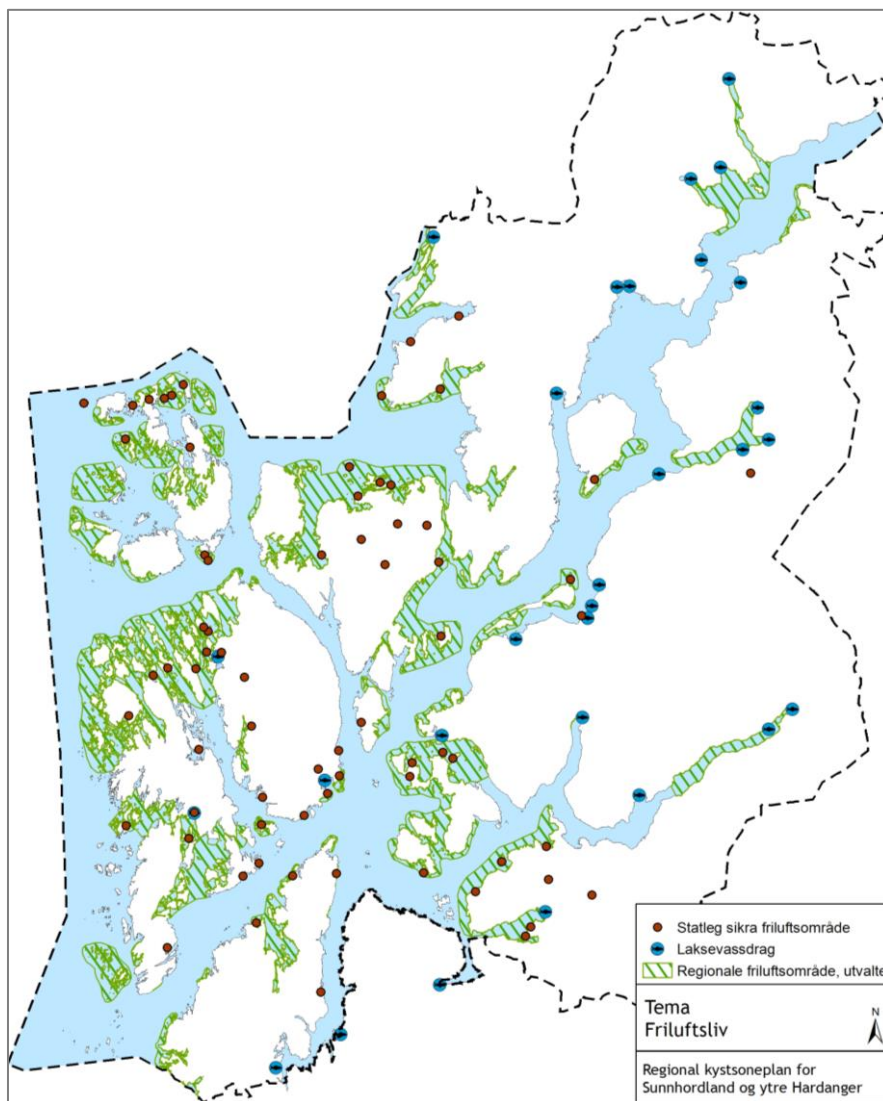 Statleg sikra friluftsområde
Laksevassdrag
Regionale friluftsområde, utvalte
Tema
Friluftsliv
N
Regional kystsoneplan for
Sunnhordland og ytre Hardanger